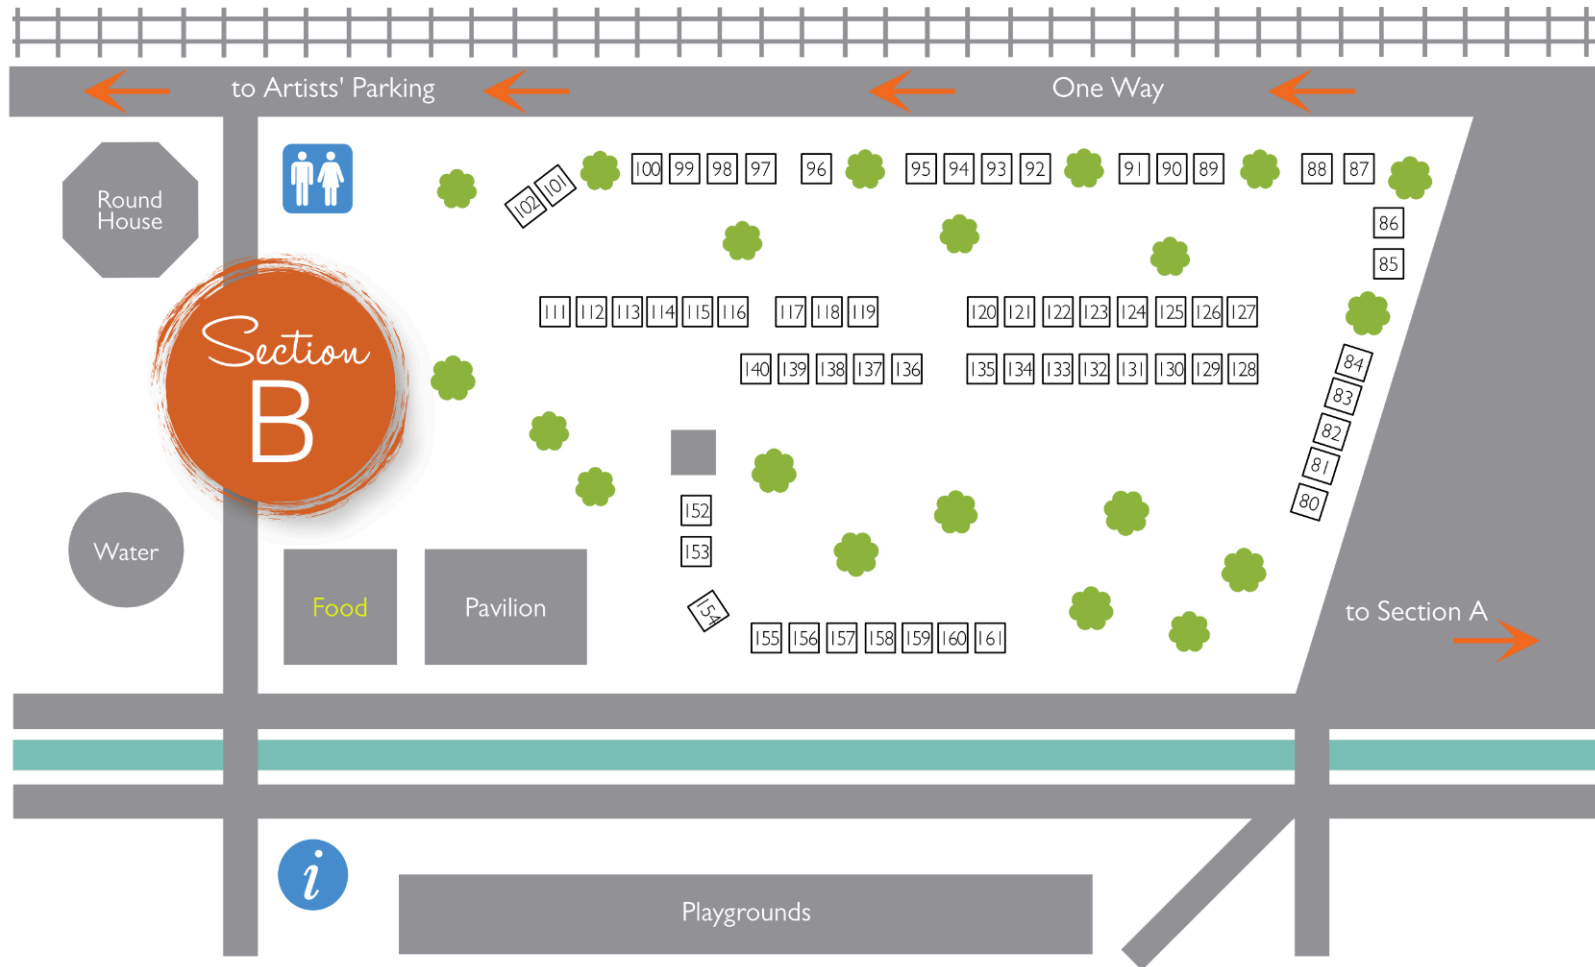 to Artists' Parking
One Way
Round
House
100 99 98 97 96 95 94 93 92 91 90 89 88 87
102 101
86
85
Section
B
111 112 113 114 115 116 117 118 119 120 121 122 123 124 125 126 127
140 139 138 137 136 135 134 133 132 131 130 129 128
84
83
82
81
80
152
153
154
Water
Food
Pavilion
155 156 157 158 159 160 161
to Section A
i
Playgrounds